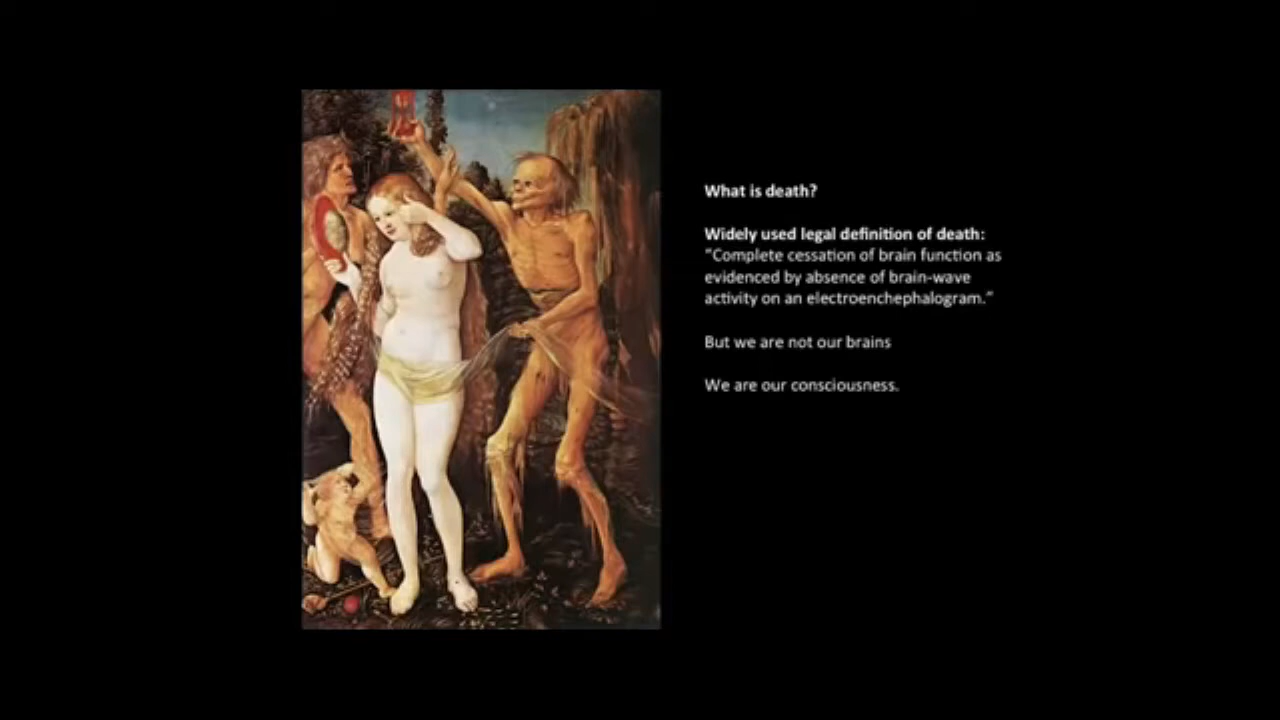 What is death?
Widely used legal definition of death:
“Complete cessation of brain function as
evidenced by absence of brain-wave
activity on an electroenchephalogram.”
But we are not our brains
We are our consciousness.